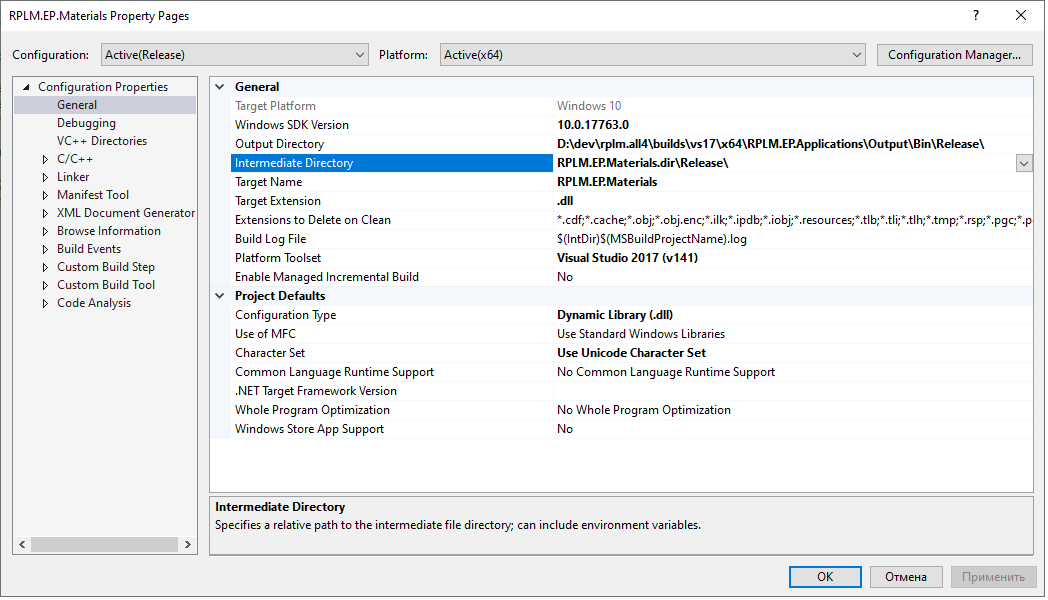 RPLM.EP.Materials Property Pages
?
Configuration: Active(Release) Platform: Active(x64) Configuration Manager...
Configuration Properties
General
Debugging
VC++ Directories
C/C++
Linker
Manifest Tool
XML Document Generator
Browse Information
Build Events
Custom Build Step
Custom Build Tool
Code Analysis
General
Target Platform Windows 10
Windows SDK Version 10.0.17763.0
Output Directory D:\dev\rplm.all4\builds\vs17\x64\RPLM.EP.Applications\Output\Bin\Release\
Intermediate Directory RPLM.EP.Materials.dir\Release\
Target Name RPLM.EP.Materials
Target Extension .dll
Extensions to Delete on Clean *.cdf;*.cache;*.obj;*.obj.enc;*.ilk;*.ipdb;*.iobj;*.resources;*.tlb;*.tli;*.tlh;*.tmp;*.rsp;*.pgc;*.p
Build Log File $(IntDir)$(MSBuildProjectName).log
Platform Toolset Visual Studio 2017 (v141)
Enable Managed Incremental Build No
Project Defaults
Configuration Type Dynamic Library (.dll)
Use of MFC Use Standard Windows Libraries
Character Set Use Unicode Character Set
Common Language Runtime Support No Common Language Runtime Support
.NET Target Framework Version
Whole Program Optimization No Whole Program Optimization
Windows Store App Support No
Intermediate Directory
Specifies a relative path to the intermediate file directory; can include environment variables.
OK Отмена Применить